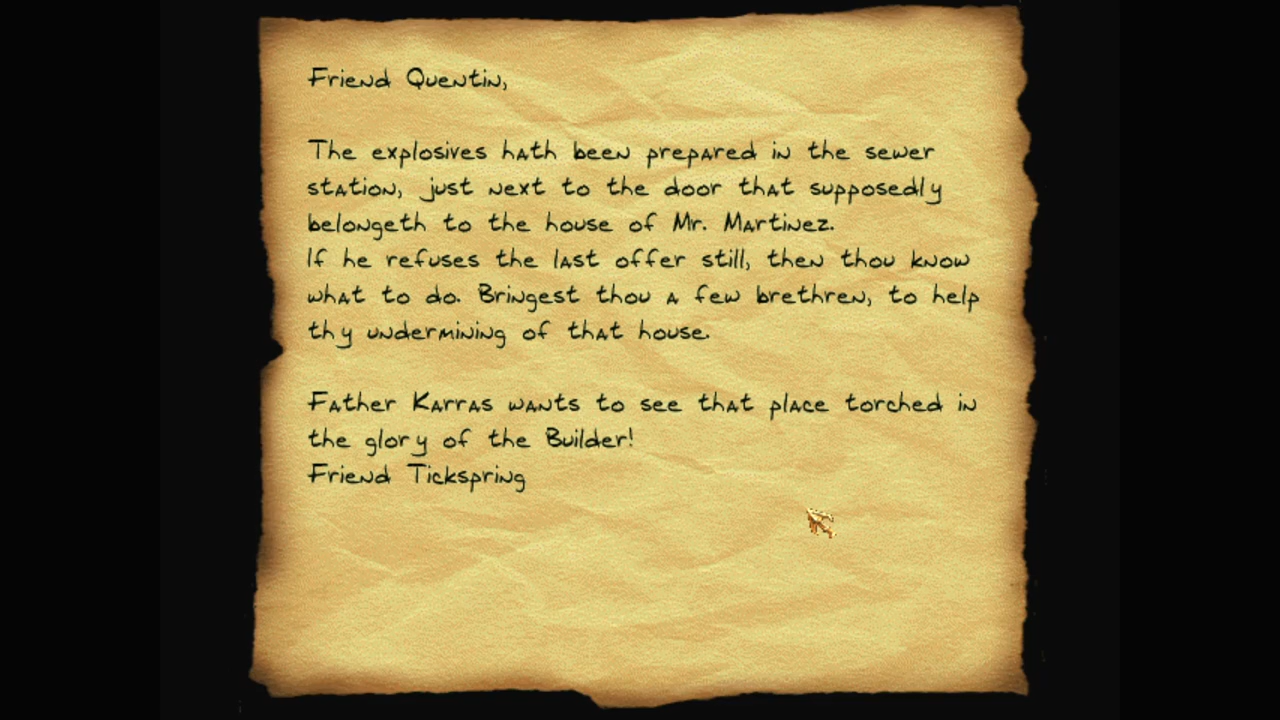 Friend Quentin,
The explosives hath been prepared in the sewer
station, just next to the door that supposedly
belongeth to the house of Mr. Martinez.
If he refuses the last offer still, then thou know
what to do. Bringest thou a few brethren, to help
thy undermining of that house.
Father Karras wants to see that place torched in
the glory of the Builder!
Friend Tickspring